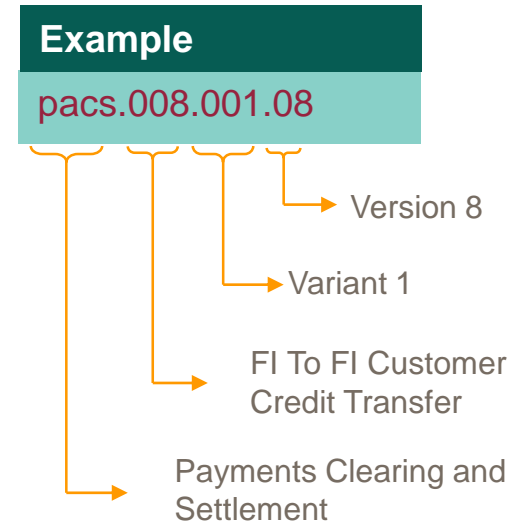 Example
pacs.008.001.08
Version 8
Variant 1
FI To FI Customer
Credit Transfer
Payments Clearing and
Settlement